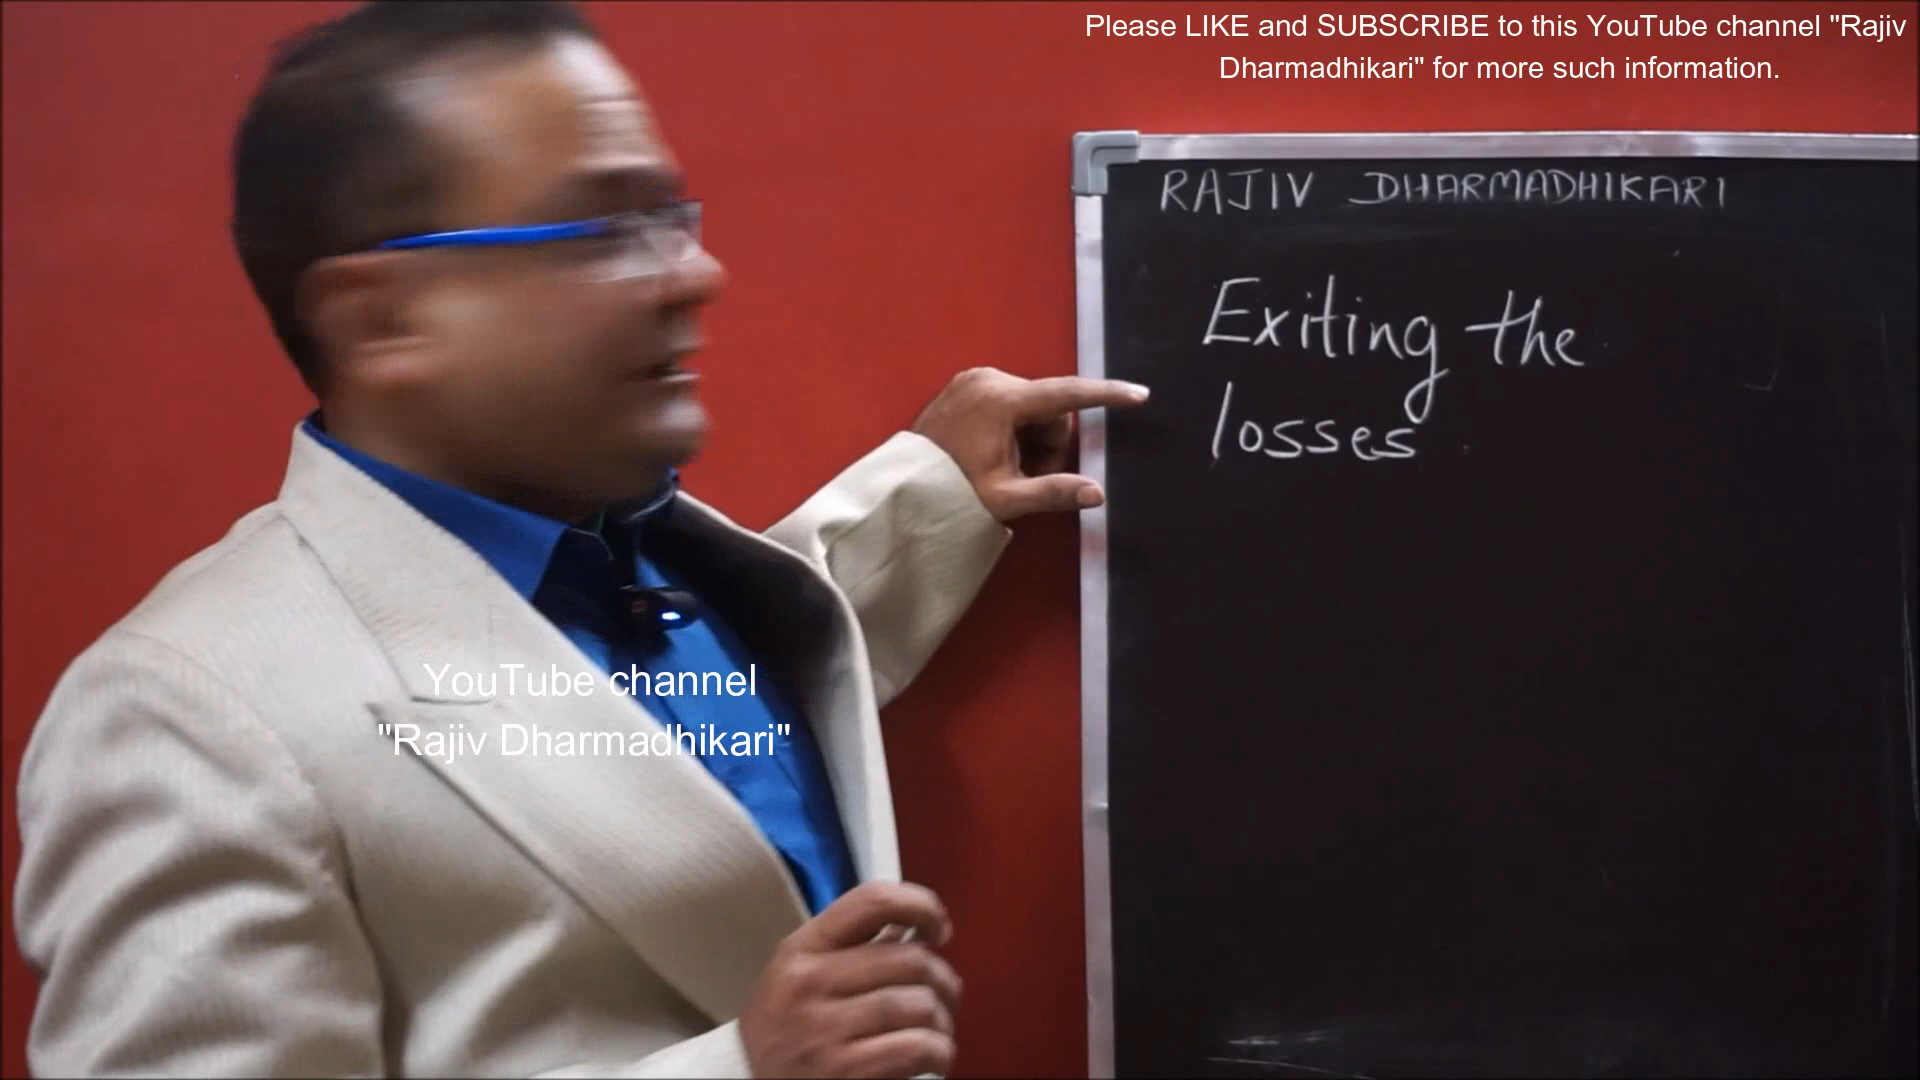 Please LIKE and SUBSCRIBE to this YouTube channel "Rajiv
Dharmadhikari" for more such information.
RAJIV DHARMADHIKARI
Exiting the
losses
YouTube channel
"Rajiv Dharmadhikari"